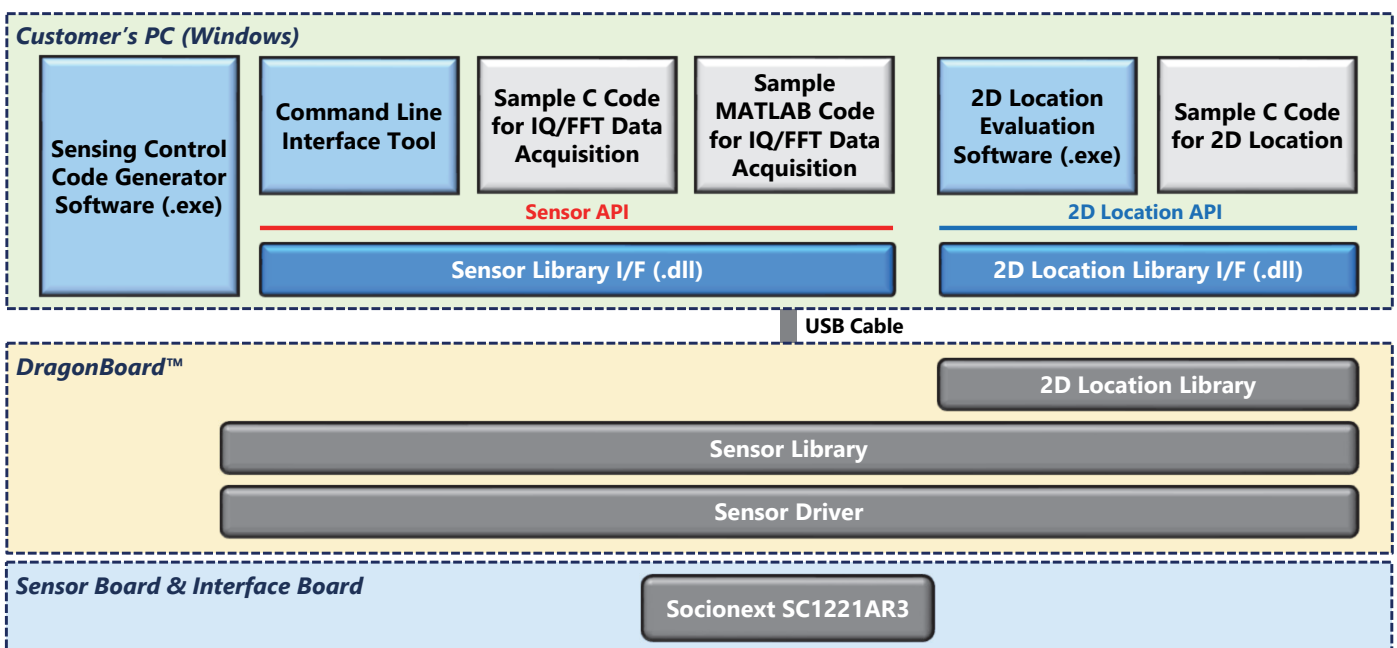 Customer's PC (Windows)
Sensing Control
Code Generator
Software (.exe)
Command Line
Interface Tool
Sample C Code
for IQ/FFT Data
Acquisition
Sample
MATLAB Code
for IQ/FFT Data
Acquisition
2D Location
Evaluation
Software (.exe)
Sample C Code
for 2D Location
Sensor API
2D Location API
Sensor Library I/F (.dll)
2D Location Library I/F (.dll)
USB Cable
DragonBoard™
2D Location Library
Sensor Library
Sensor Driver
Sensor Board & Interface Board
Socionext SC1221AR3